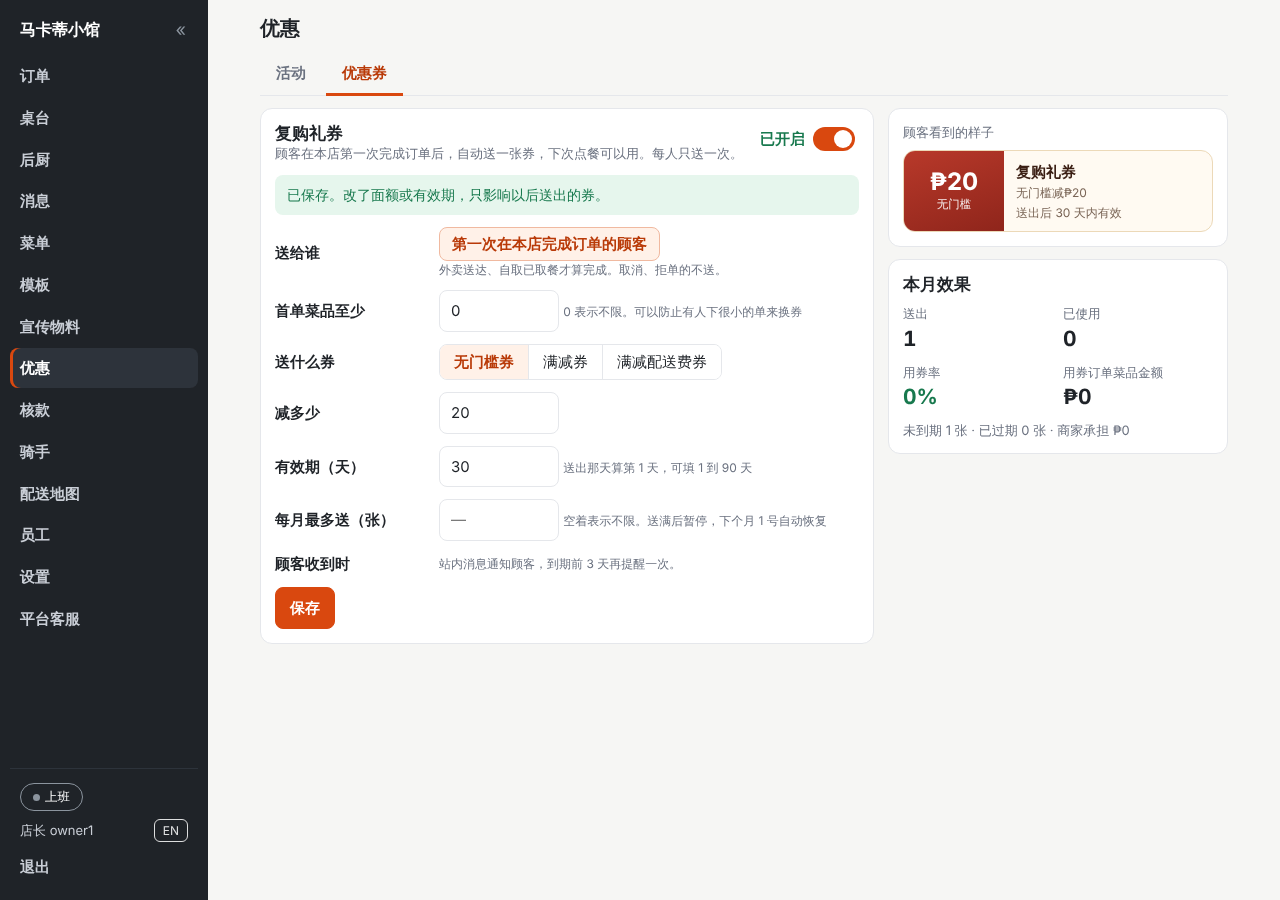 马卡蒂小馆 «
订单
桌台
后厨
消息
菜单
模板
宣传物料
优惠
核款
骑手
配送地图
员工
设置
平台客服
上班
店长 owner1 EN
退出
优惠
活动 优惠券
复购礼券
顾客在本店第一次完成订单后，自动送一张券，下次点餐可以用。每人只送一次。
已开启
已保存。改了面额或有效期，只影响以后送出的券。
送给谁 第一次在本店完成订单的顾客
外卖送达、自取已取餐才算完成。取消、拒单的不送。
首单菜品至少 0 0 表示不限。可以防止有人下很小的单来换券
送什么券 无门槛券 满减券 满减配送费券
减多少 20
有效期（天） 30 送出那天算第 1 天，可填 1 到 90 天
每月最多送（张） — 空着表示不限。送满后暂停，下个月 1 号自动恢复
顾客收到时 站内消息通知顾客，到期前 3 天再提醒一次。
保存
顾客看到的样子
₱20
无门槛
复购礼券
无门槛减₱20
送出后 30 天内有效
本月效果
送出 已使用
1 0
用券率 用券订单菜品金额
0% ₱0
未到期 1 张 · 已过期 0 张 · 商家承担 ₱0